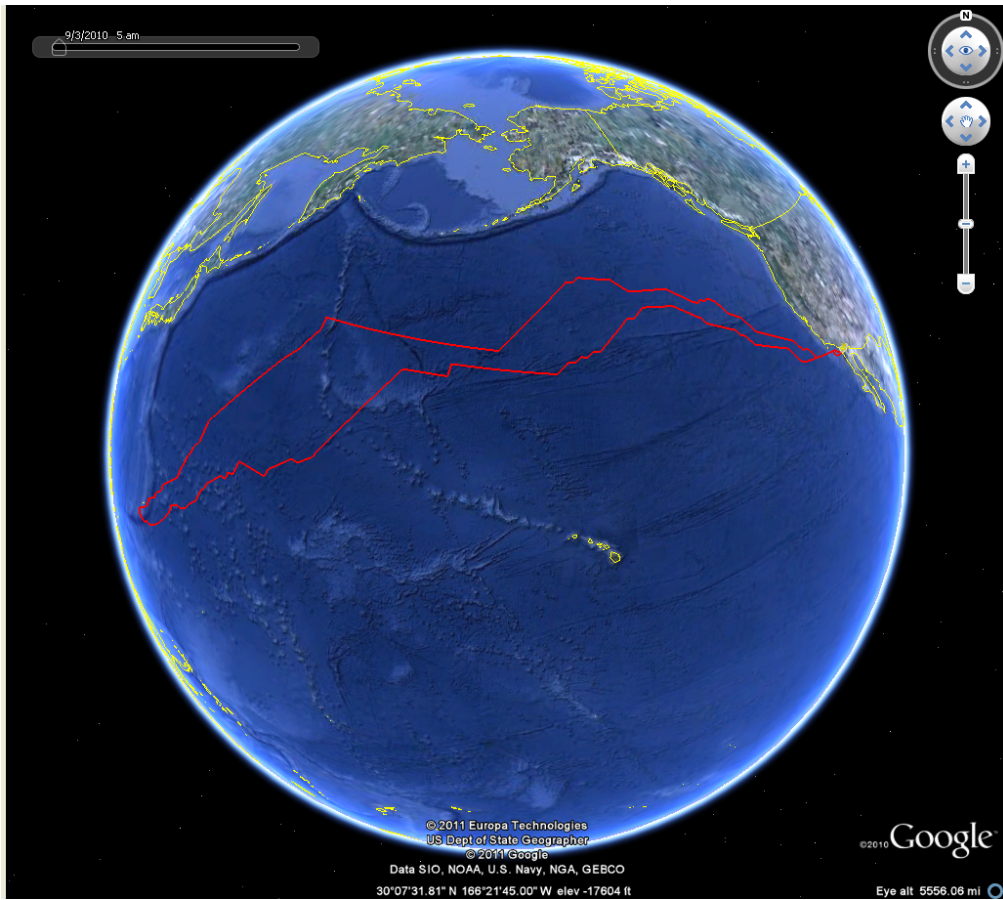 9/3/2010 5 am
N
© 2011 Europa Technologies
US Dept of State Geographer
© 2011 Google
Data SIO, NOAA, U.S. Navy, NGA, GEBCO
©2010 Google
30°07'31.81" N 166°21'45.00" W elev -17604 ft
Eye alt 5556.06 mi